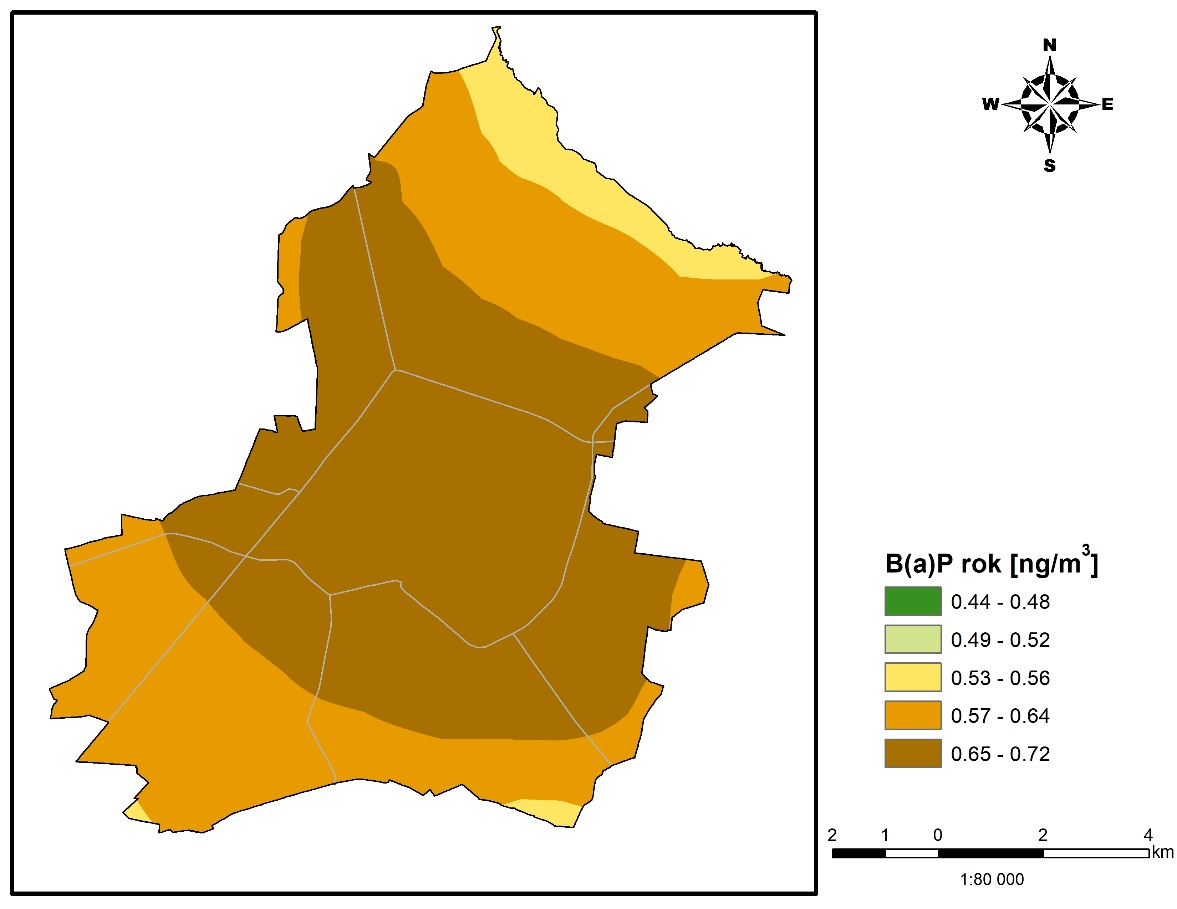 N
W E
S
B(a)P rok [ng/m³]
0.44 - 0.48
0.49 - 0.52
0.53 - 0.56
0.57 - 0.64
0.65 - 0.72
2 1 0 2 4
km
1:80 000